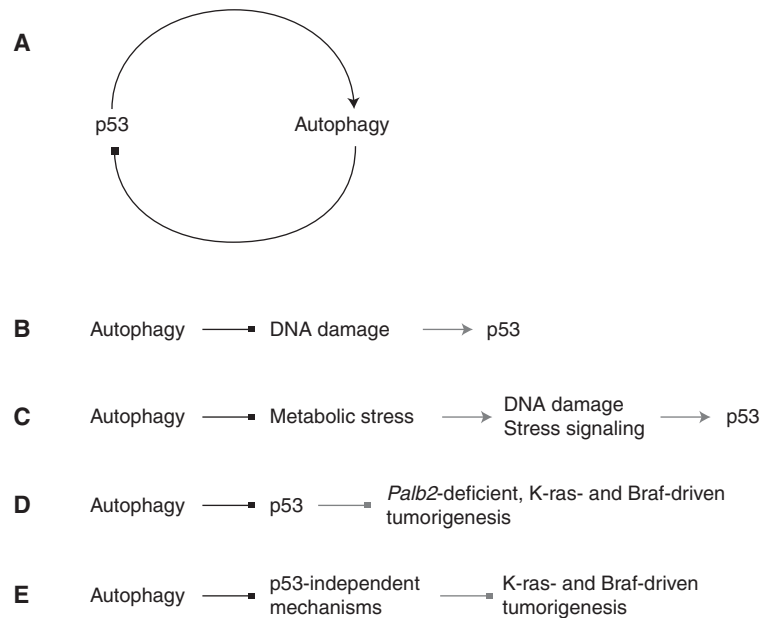 A
p53 Autophagy
B Autophagy DNA damage p53
C Autophagy Metabolic stress DNA damage p53
Stress signaling
D Autophagy p53 Palb2-deficient, K-ras- and Braf-driven
tumorigenesis
E Autophagy p53-independent K-ras- and Braf-driven
mechanisms tumorigenesis